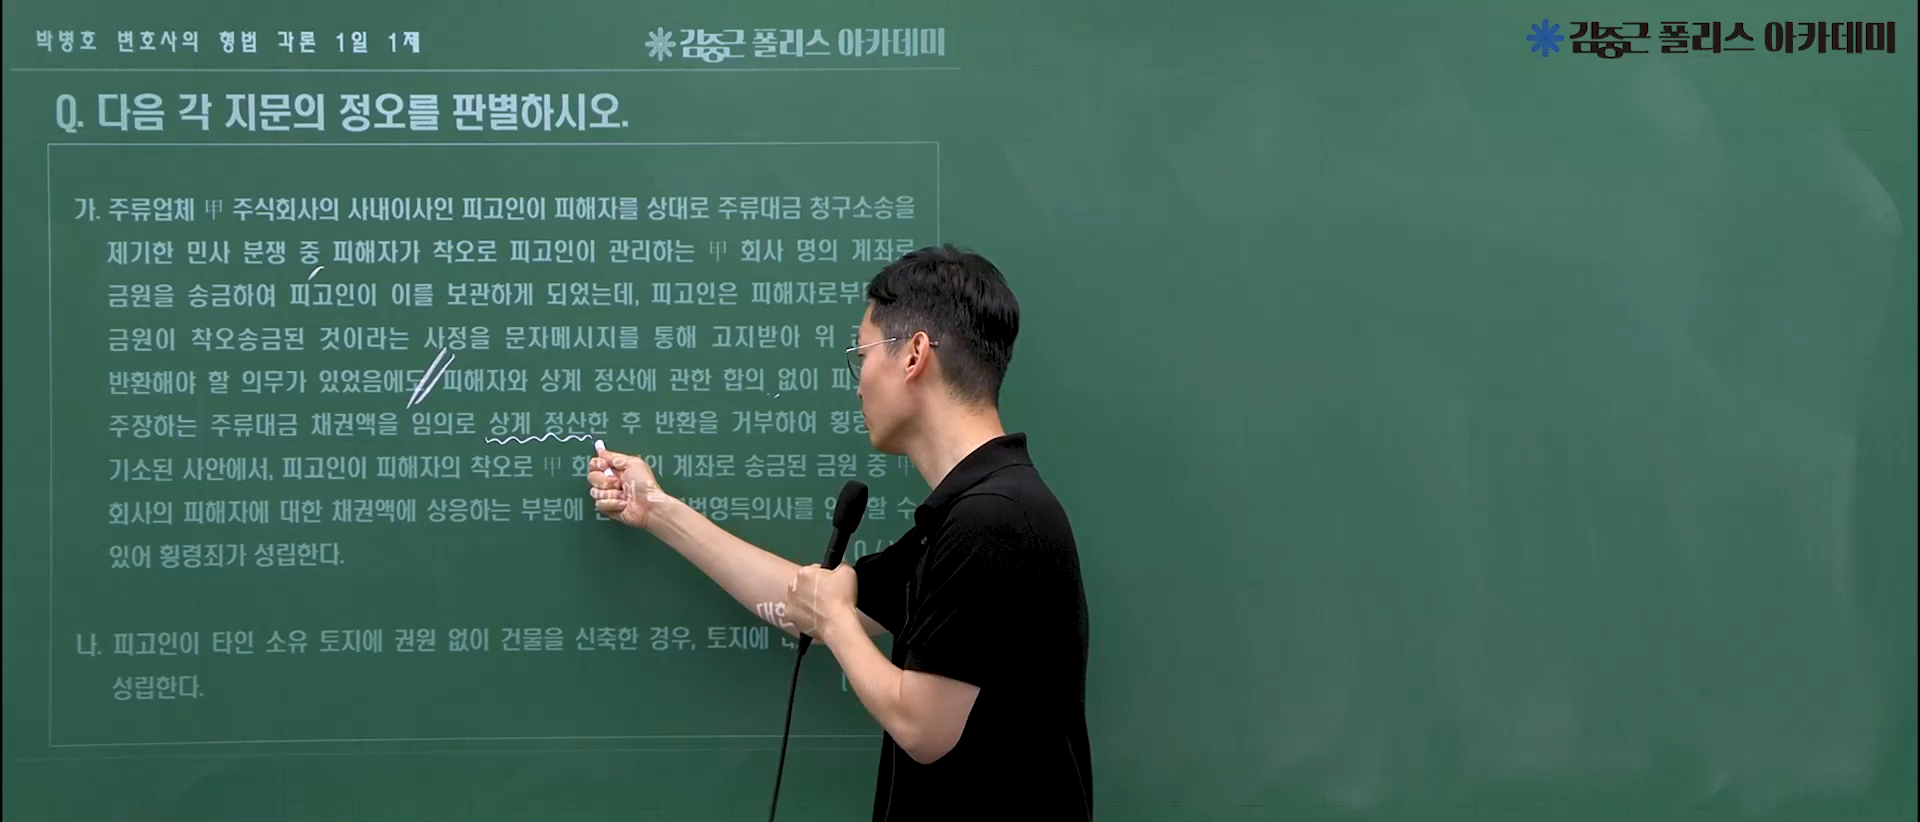 박병호 변호사의 형법 각론 1일 1제
김중근 폴리스 아카데미
김중근 폴리스 아카데미
Q. 다음 각 지문의 정오를 판별하시오.
가. 주류업체 甲 주식회사의 사내이사인 피고인이 피해자를 상대로 주류대금 청구소송을
제기한 민사 분쟁 중 피해자가 착오로 피고인이 관리하는 甲 회사 명의 계좌로
금원을 송금하여 피고인이 이를 보관하게 되었는데, 피고인은 피해자로부
금원이 착오송금된 것이라는 사정을 문자메시지를 통해 고지받아 위
반환해야 할 의무가 있었음에도 피해자와 상계 정산에 관한 합의 없이 피
주장하는 주류대금 채권액을 임의로 상계 정산한 후 반환을 거부하여
기소된 사안에서, 피고인이 피해자의 착오로 甲 계좌로 송금된 금원 중
회사의 피해자에 대한 채권액에 상응하는 부분에 영득의사를 수
있어 횡령죄가 성립한다.
나. 피고인이 타인 소유 토지에 권원 없이 건물을 신축한 경우, 토지에
성립한다.